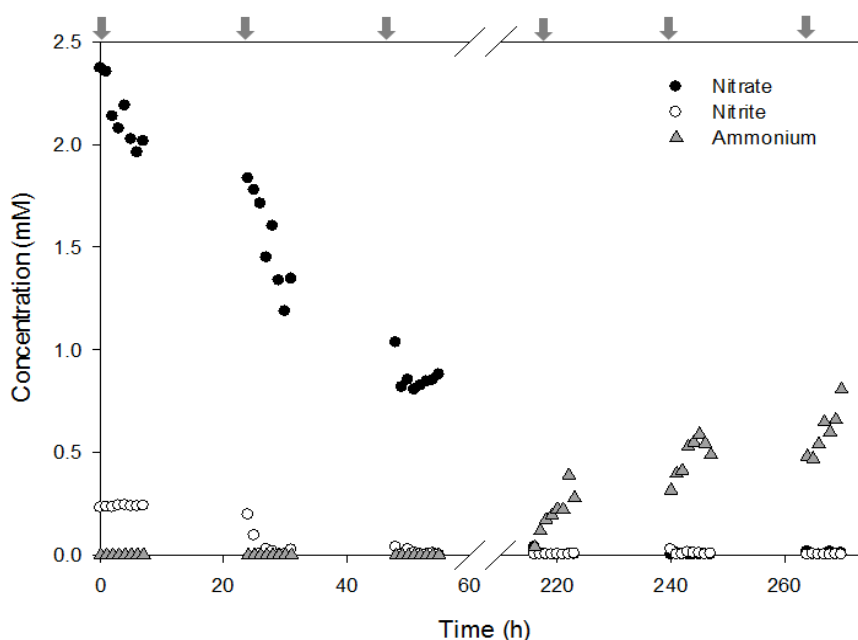 2.5
Nitrate
Nitrite
Ammonium
2.0
1.5
1.0
0.5
0.0
Concentration (mM)
0 20 40 60 220 240 260
Time (h)